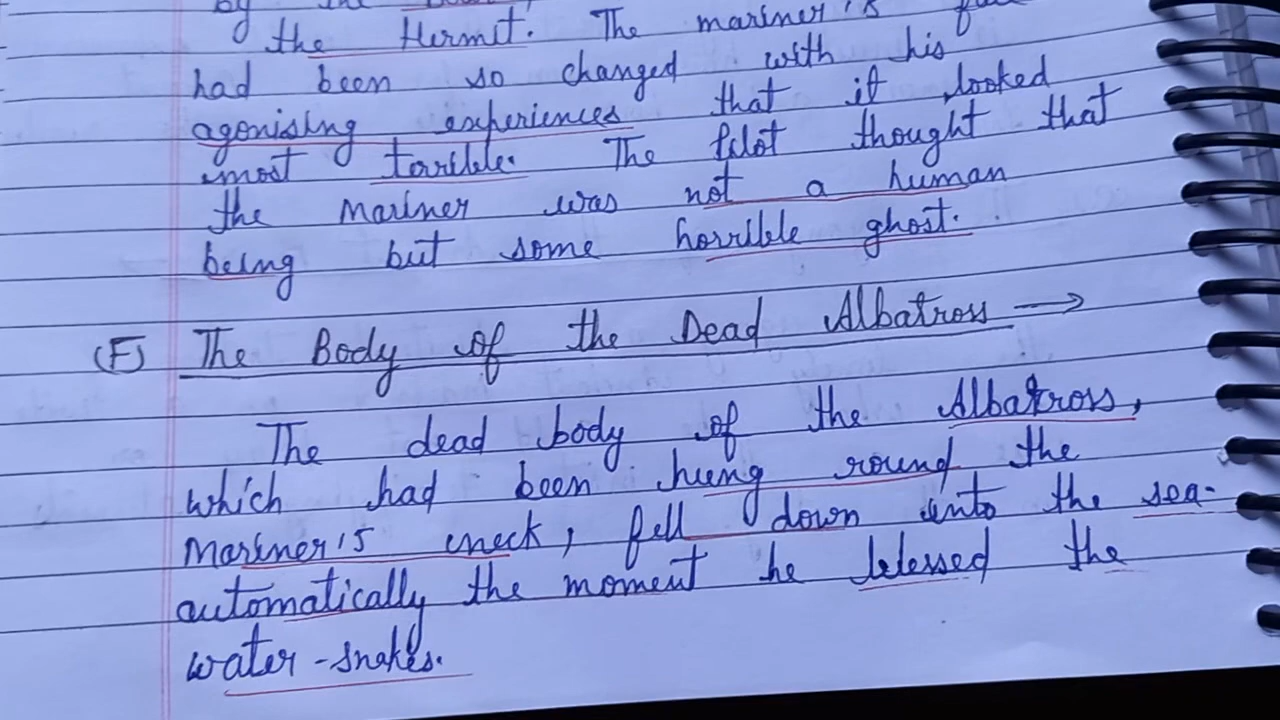 by the
the Hermit. The mariner's
had been so changed with his
agonising experiences that it looked
most terrible. The Pilot thought that
the Mariner was not a human
being but some horrible ghost.
(F) The Body of the Dead Albatross →
The dead body of the Albatross,
which had been hung round the
Mariner's neck, fell down into the sea.
automatically the moment he blessed the
water-snakes.